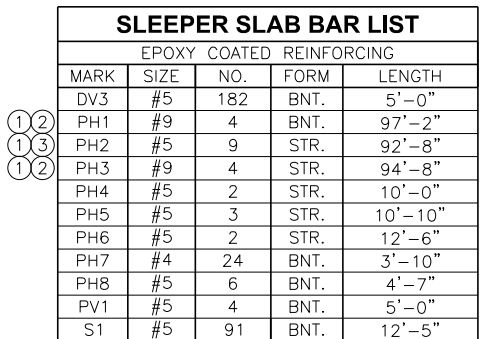 SLEEPER SLAB BAR LIST
EPOXY COATED REINFORCING
MARK SIZE NO. FORM LENGTH
DV3 #5 182 BNT. 5'-0"
1 2 PH1 #9 4 BNT. 97'-2"
1 3 PH2 #5 9 STR. 92'-8"
1 2 PH3 #9 4 STR. 94'-8"
PH4 #5 2 STR. 10'-0"
PH5 #5 3 STR. 10'-10"
PH6 #5 2 STR. 12'-6"
PH7 #4 24 BNT. 3'-10"
PH8 #5 6 BNT. 4'-7"
PV1 #5 4 BNT. 5'-0"
S1 #5 91 BNT. 12'-5"